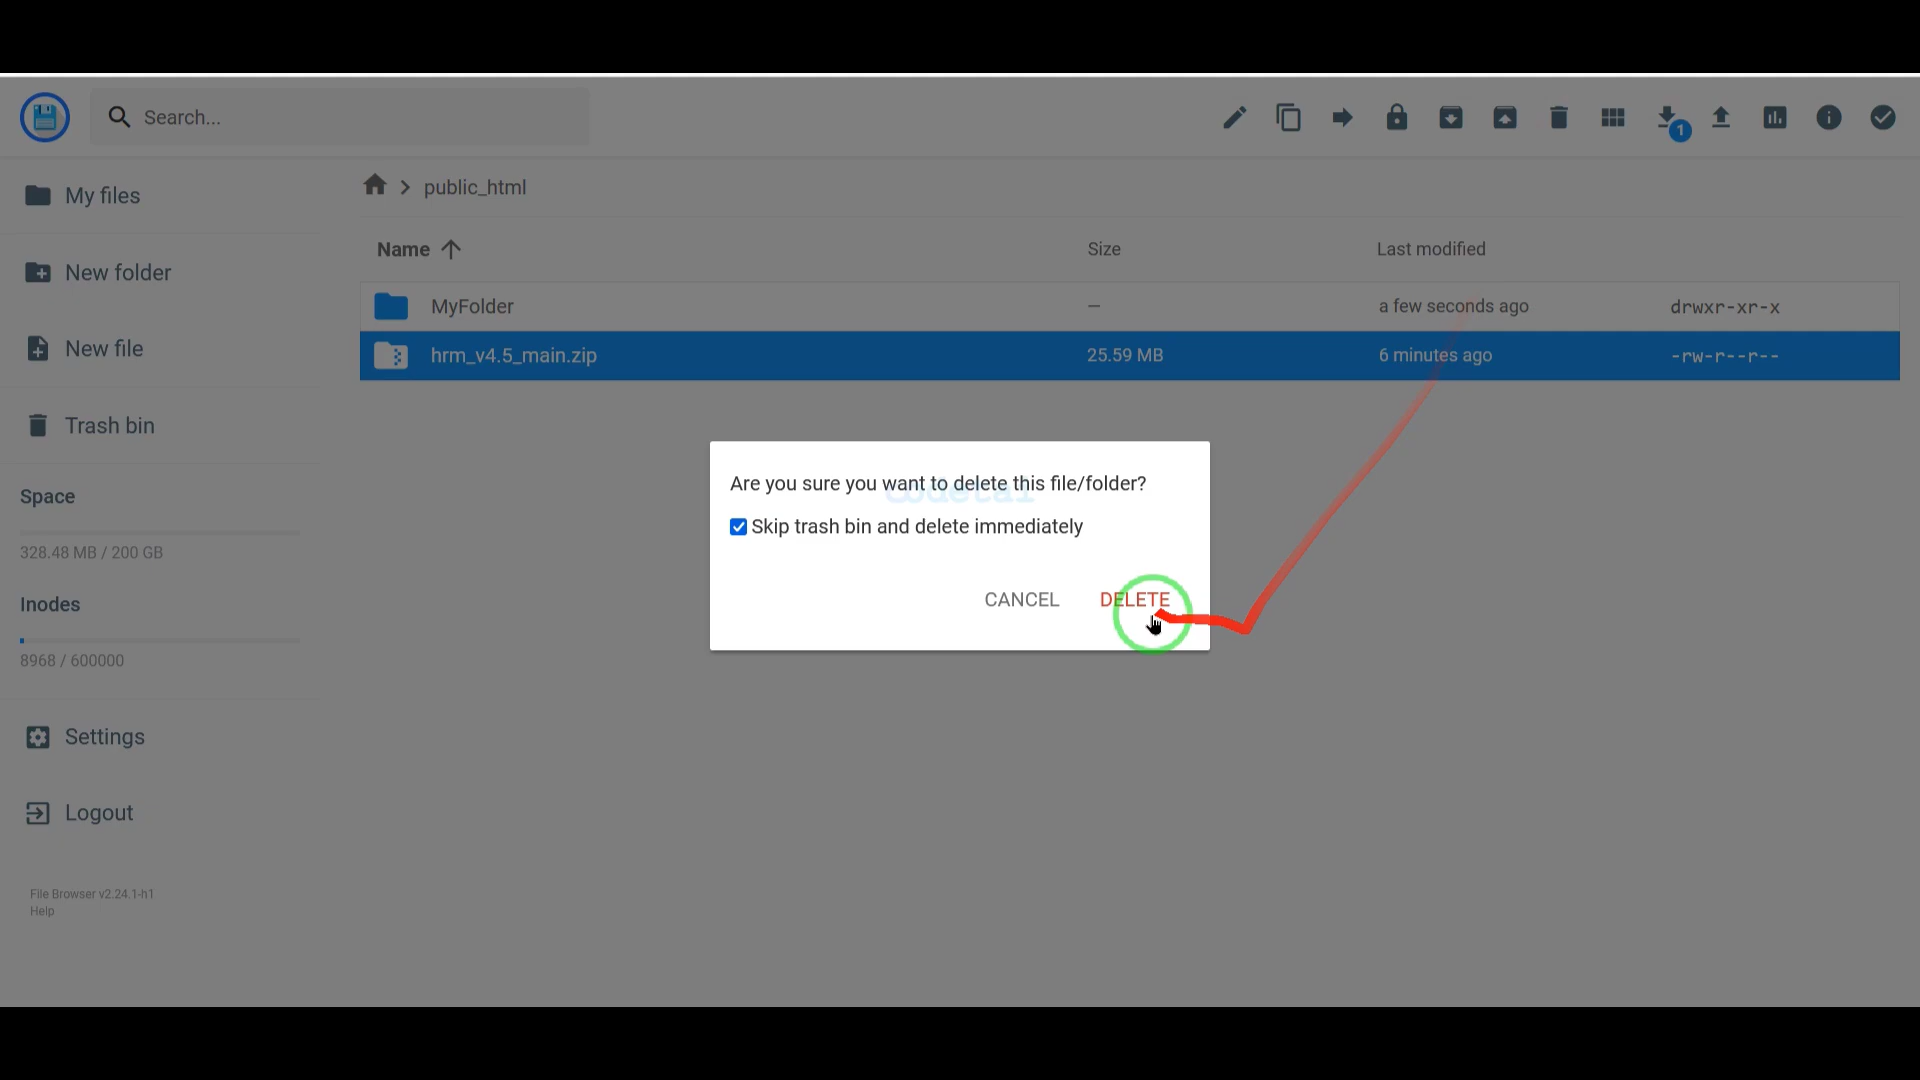 Search...
1
My files
New folder
New file
Trash bin
Space
328.48 MB / 200 GB
Inodes
8968 / 600000
Settings
Logout
File Browser v2.24.1-h1
Help
public_html
Name Size Last modified
MyFolder — a few seconds ago drwxr-xr-x
hrm_v4.5_main.zip 25.59 MB 6 minutes ago -rw-r--r--
Are you sure you want to delete this file/folder?
Skip trash bin and delete immediately
CANCEL DELETE